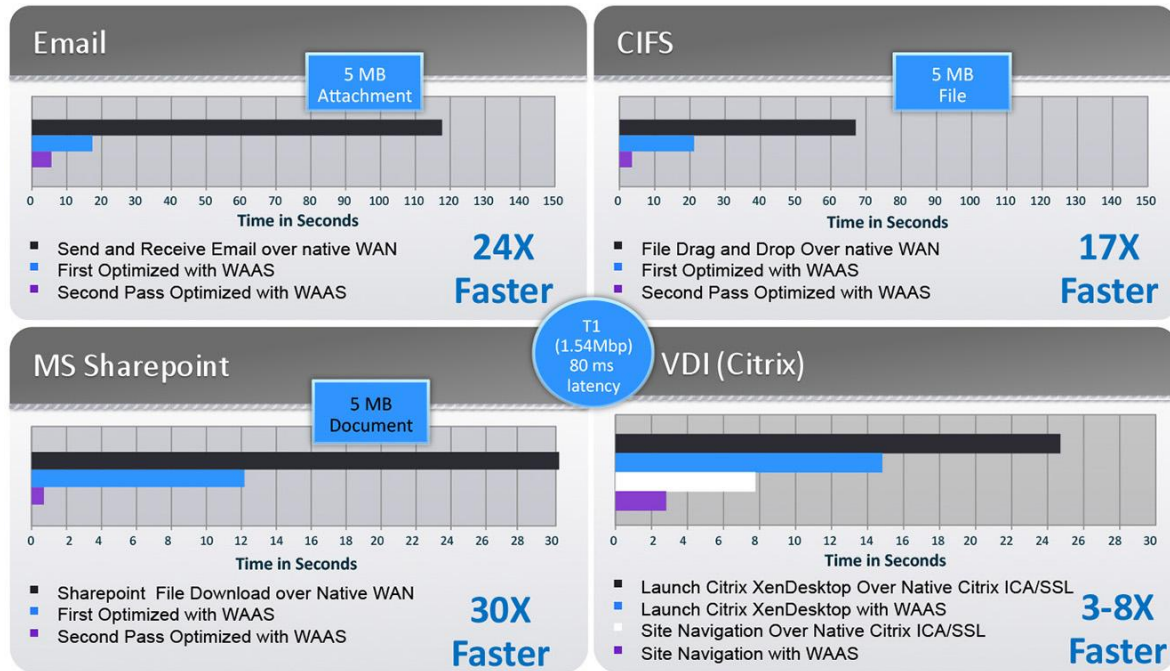 Email
5 MB
Attachment
0 10 20 30 40 50 60 70 80 90 100 110 120 130 140 150
Time in Seconds
Send and Receive Email over native WAN
First Optimized with WAAS
Second Pass Optimized with WAAS
24X
Faster
CIFS
5 MB
File
0 10 20 30 40 50 60 70 80 90 100 110 120 130 140 150
Time in Seconds
File Drag and Drop Over native WAN
First Optimized with WAAS
Second Pass Optimized with WAAS
17X
Faster
T1
(1.54Mbp)
80 ms
latency
MS Sharepoint
5 MB
Document
0 2 4 6 8 10 12 14 16 18 20 22 24 26 28 30
Time in Seconds
Sharepoint File Download over Native WAN
First Optimized with WAAS
Second Pass Optimized with WAAS
30X
Faster
VDI (Citrix)
0 2 4 6 8 10 12 14 16 18 20 22 24 26 28 30
Time in Seconds
Launch Citrix XenDesktop Over Native Citrix ICA/SSL
Launch Citrix XenDesktop with WAAS
Site Navigation Over Native Citrix ICA/SSL
Site Navigation with WAAS
3-8X
Faster